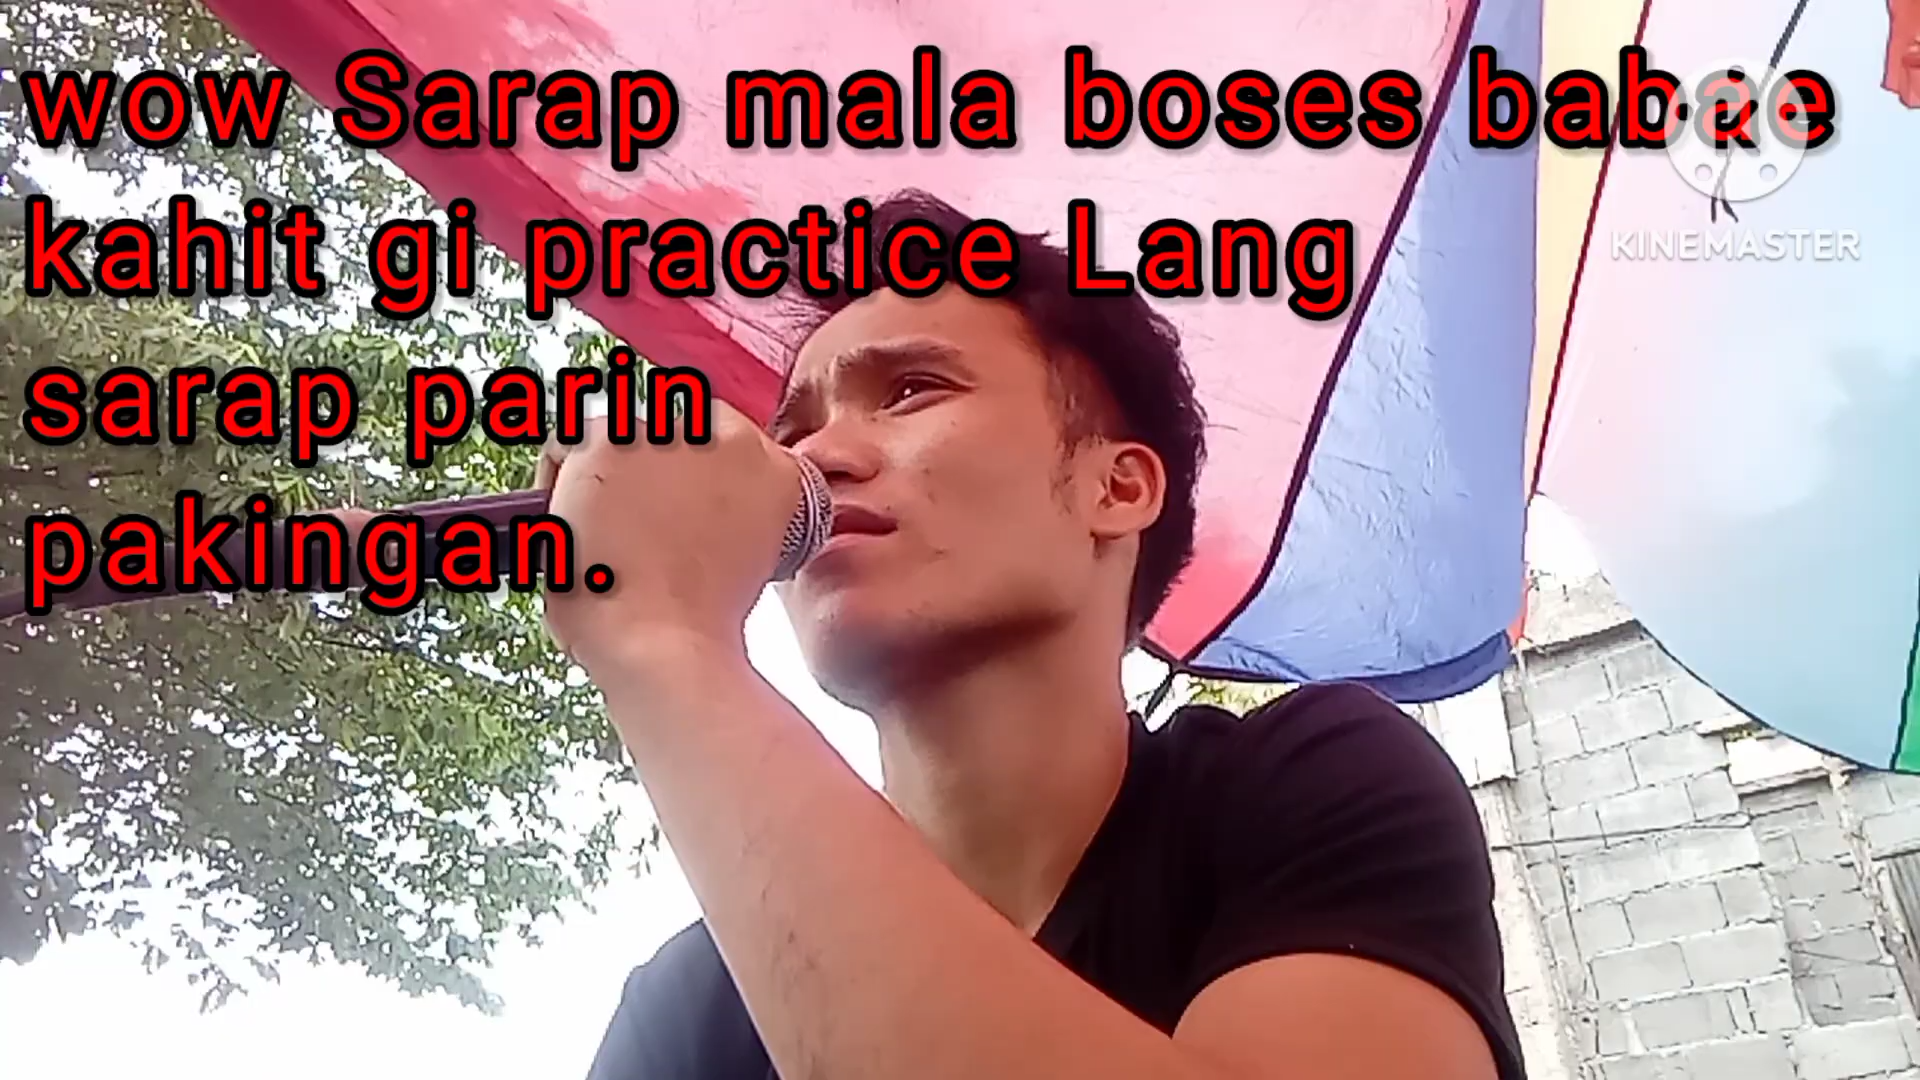 wow Sarap mala boses babae
kahit gi practice Lang
sarap parin
pakingan.
KINEMASTER